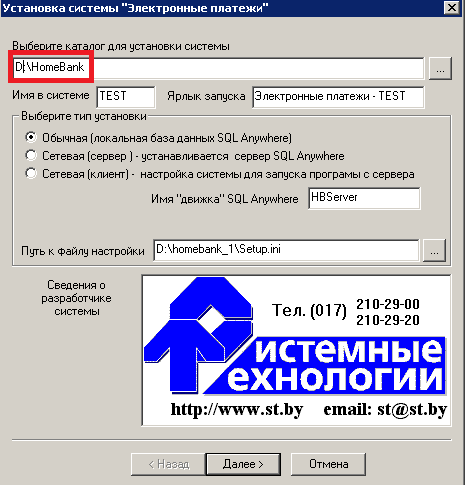 Установка системы "Электронные платежи"
Выберите каталог для установки системы
D:\HomeBank
...
Имя в системе TEST Ярлык запуска Электронные платежи - TEST
Выберите тип установки
Обычная (локальная база данных SQL Anywhere)
Сетевая (сервер ) - устанавливается сервер SQL Anywhere
Сетевая (клиент) - настройка системы для запуска програмы с сервера
Имя "движка" SQL Anywhere HBServer
Путь к файлу настройки D:\homebank_1\Setup.ini ...
Сведения о
разработчике
системы
Тел. (017) 210-29-00
210-29-20
истемные
ехнологии
http://www.st.by email: st@st.by
< Назад Далее > Отмена